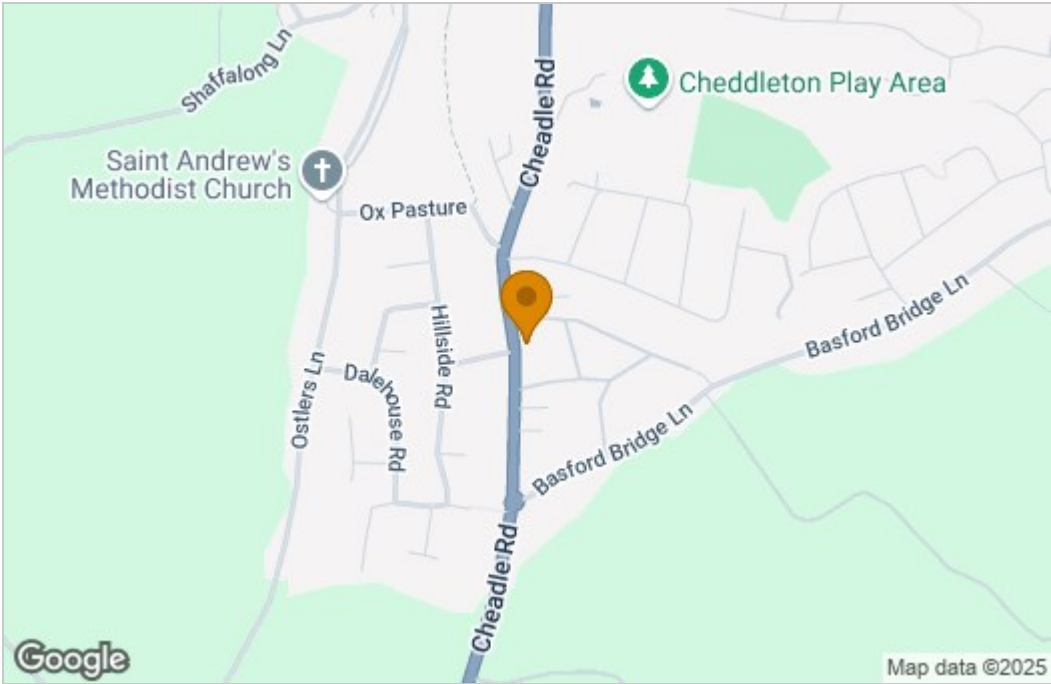 Shaffalong Ln
Cheadle Rd
Cheddleton Play Area
Saint Andrew's
Methodist Church
Ox Pasture
Basford Bridge Ln
Hillside Rd
Ostlers Ln
Dalehouse Rd
Basford Bridge Ln
Cheadle Rd
Google
Map data ©2025